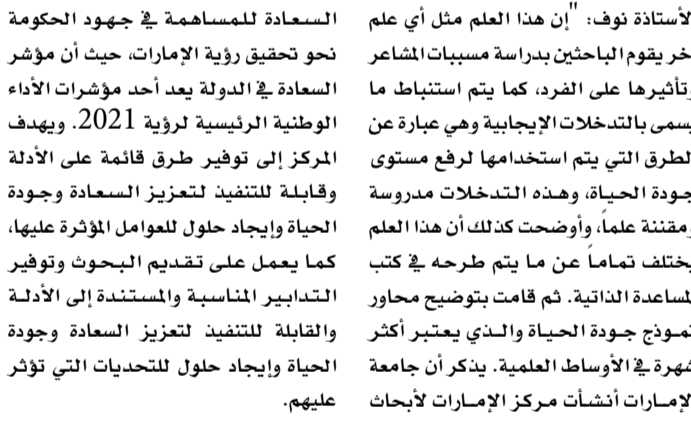 لأستاذة نوف: "إن هذا العلم مثل أي علم
خر يقوم الباحثين بدراسة مسببات المشاعر
وتأثيرها على الفرد، كما يتم استنباط ما
يسمى بالتدخلات الإيجابية وهي عبارة عن
لطرق التي يتم استخدامها لرفع مستوى
جودة الحياة، وهذه التدخلات مدروسة
ومقننة علماً، وأوضحت كذلك أن هذا العلم
يختلف تماماً عن ما يتم طرحه في كتب
لمساعدة الذاتية. ثم قامت بتوضيح محاور
نموذج جودة الحياة والذي يعتبر أكثر
شهرة في الأوساط العلمية. يذكر أن جامعة
لإمارات أنشأت مركز الإمارات لأبحاث
السعادة للمساهمة في جهود الحكومة
نحو تحقيق رؤية الإمارات، حيث أن مؤشر
السعادة في الدولة يعد أحد مؤشرات الأداء
الوطنية الرئيسية لرؤية 2021. ويهدف
المركز إلى توفير طرق قائمة على الأدلة
وقابلة للتنفيذ لتعزيز السعادة وجودة
الحياة وإيجاد حلول للعوامل المؤثرة عليها،
كما يعمل على تقديم البحوث وتوفير
التدابير المناسبة والمستندة إلى الأدلة
والقابلة للتنفيذ لتعزيز السعادة وجودة
الحياة وإيجاد حلول للتحديات التي تؤثر
عليهم.